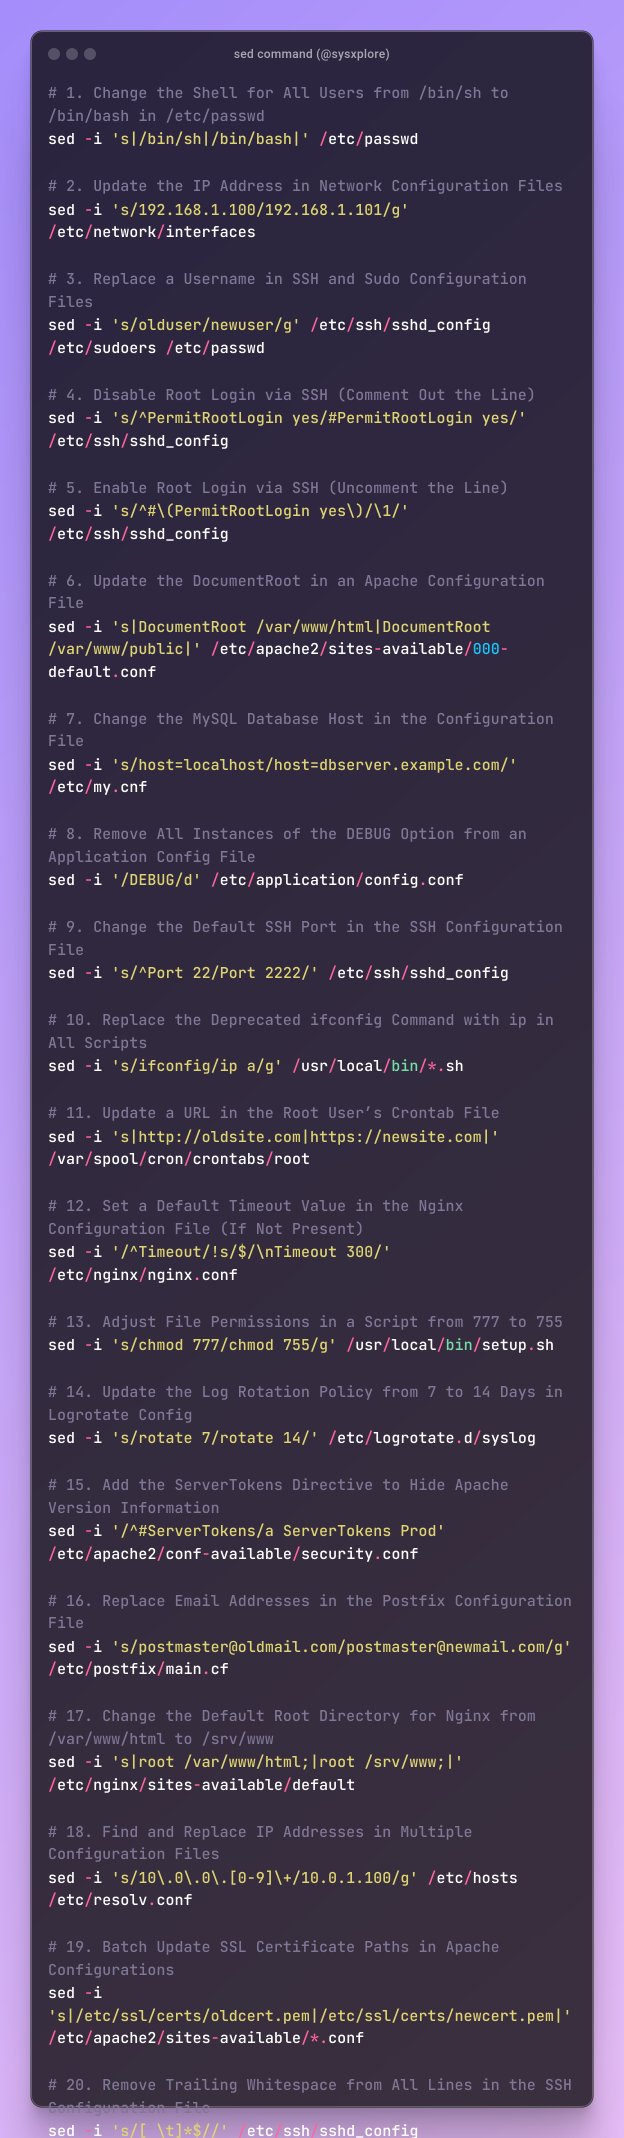 sed command (@sysxplore)
# 1. Change the Shell for All Users from /bin/sh to
/bin/bash in /etc/passwd
sed -i 's|/bin/sh|/bin/bash|' /etc/passwd
# 2. Update the IP Address in Network Configuration Files
sed -i 's/192.168.1.100/192.168.1.101/g'
/etc/network/interfaces
# 3. Replace a Username in SSH and Sudo Configuration
Files
sed -i 's/olduser/newuser/g' /etc/ssh/sshd_config
/etc/sudoers /etc/passwd
# 4. Disable Root Login via SSH (Comment Out the Line)
sed -i 's/^PermitRootLogin yes/#PermitRootLogin yes/'
/etc/ssh/sshd_config
# 5. Enable Root Login via SSH (Uncomment the Line)
sed -i 's/^#\(PermitRootLogin yes\)/\1/'
/etc/ssh/sshd_config
# 6. Update the DocumentRoot in an Apache Configuration
File
sed -i 's|DocumentRoot /var/www/html|DocumentRoot
/var/www/public|' /etc/apache2/sites-available/000-
default.conf
# 7. Change the MySQL Database Host in the Configuration
File
sed -i 's/host=localhost/host=dbserver.example.com/'
/etc/my.cnf
# 8. Remove All Instances of the DEBUG Option from an
Application Config File
sed -i '/DEBUG/d' /etc/application/config.conf
# 9. Change the Default SSH Port in the SSH Configuration
File
sed -i 's/^Port 22/Port 2222/' /etc/ssh/sshd_config
# 10. Replace the Deprecated ifconfig Command with ip in
All Scripts
sed -i 's/ifconfig/ip a/g' /usr/local/bin/*.sh
# 11. Update a URL in the Root User’s Crontab File
sed -i 's|http://oldsite.com|https://newsite.com|'
/var/spool/cron/crontabs/root
# 12. Set a Default Timeout Value in the Nginx
Configuration File (If Not Present)
sed -i '/^Timeout/!s/$/\nTimeout 300/'
/etc/nginx/nginx.conf
# 13. Adjust File Permissions in a Script from 777 to 755
sed -i 's/chmod 777/chmod 755/g' /usr/local/bin/setup.sh
# 14. Update the Log Rotation Policy from 7 to 14 Days in
Logrotate Config
sed -i 's/rotate 7/rotate 14/' /etc/logrotate.d/syslog
# 15. Add the ServerTokens Directive to Hide Apache
Version Information
sed -i '/^#ServerTokens/a ServerTokens Prod'
/etc/apache2/conf-available/security.conf
# 16. Replace Email Addresses in the Postfix Configuration
File
sed -i 's/postmaster@oldmail.com/postmaster@newmail.com/g'
/etc/postfix/main.cf
# 17. Change the Default Root Directory for Nginx from
/var/www/html to /srv/www
sed -i 's|root /var/www/html;|root /srv/www;|'
/etc/nginx/sites-available/default
# 18. Find and Replace IP Addresses in Multiple
Configuration Files
sed -i 's/10\.0\.0\.[0-9]\+/10.0.1.100/g' /etc/hosts
/etc/resolv.conf
# 19. Batch Update SSL Certificate Paths in Apache
Configurations
sed -i
's|/etc/ssl/certs/oldcert.pem|/etc/ssl/certs/newcert.pem|'
/etc/apache2/sites-available/*.conf
# 20. Remove Trailing Whitespace from All Lines in the SSH
Configuration File
sed -i 's/[ \t]*$//' /etc/ssh/sshd_config